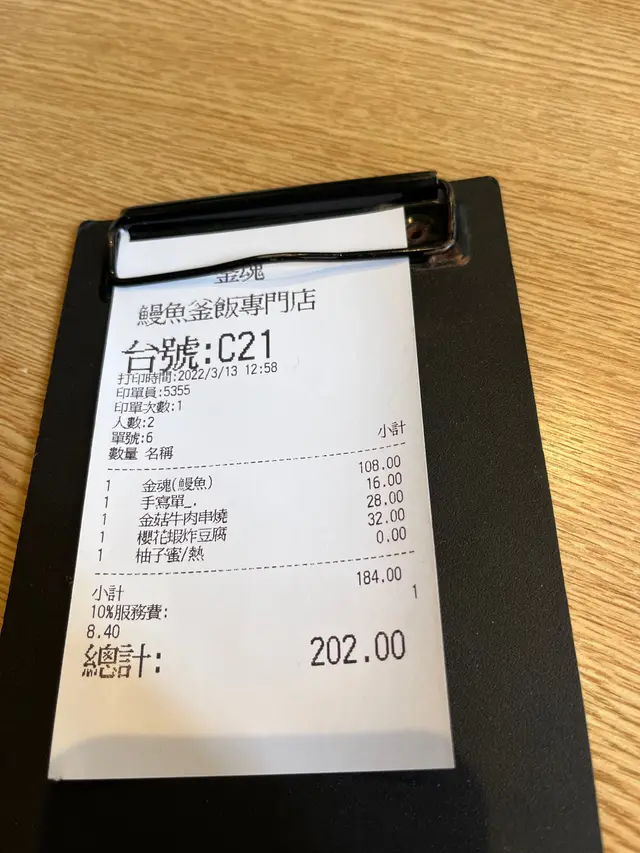 金魂
鰻魚釜飯專門店
台號:C21
打印時間:2022/3/13 12:58
印單員:5355
印單次數:1
人數:2
單號:6
數量 名稱 小計
1 金魂(鰻魚) 108.00
1 手寫單_. 16.00
1 金菇牛肉串燒 28.00
1 櫻花蝦炸豆腐 32.00
1 柚子蜜/熱 0.00
小計 184.00
10%服務費: 1
8.40
總計: 202.00